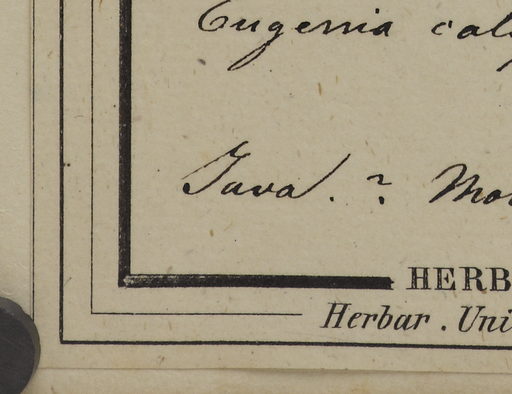 Eugenia
Java. ?
HERB
Herbar. Uni